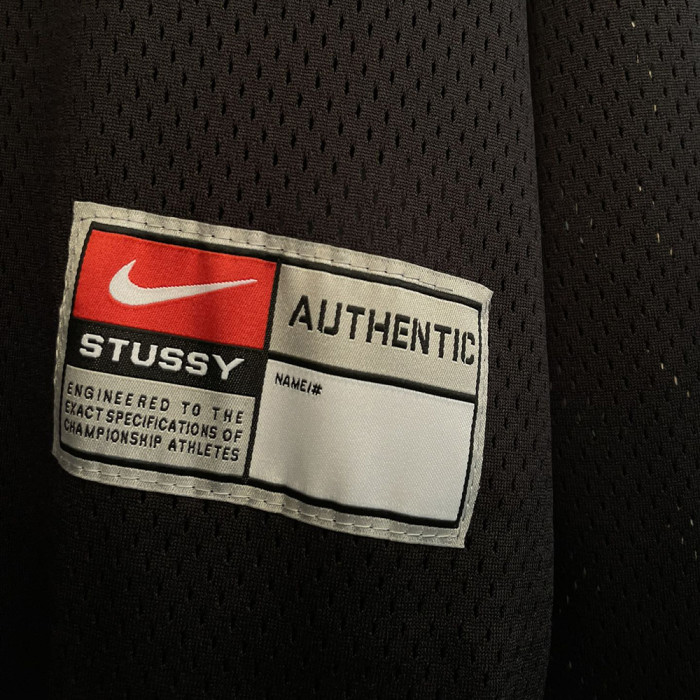 STUSSY
ENGINEERED TO THE
EXACT SPECIFICATIONS OF
CHAMPIONSHIP ATHLETES
AUTHENTIC
NAME/#